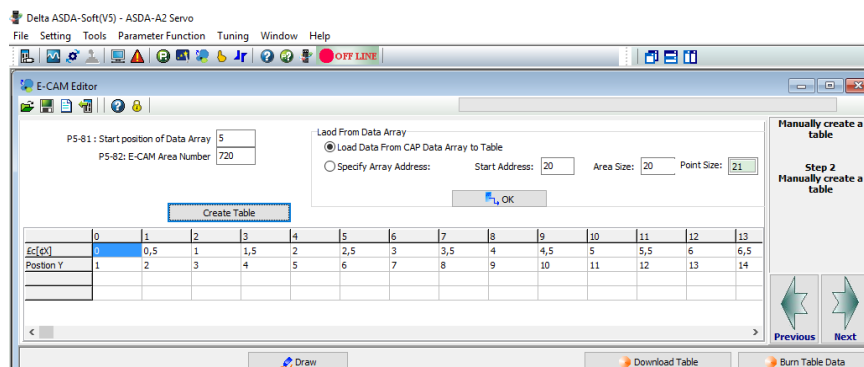 Delta ASDA-Soft(V5) - ASDA-A2 Servo
File Setting Tools Parameter Function Tuning Window Help
OFF LINE
E-CAM Editor
P5-81 : Start position of Data Array 5
P5-82: E-CAM Area Number 720
Create Table
Laod From Data Array
Load Data From CAP Data Array to Table
Specify Array Address: Start Address: 20 Area Size: 20 Point Size: 21
OK
Manually create a
table
Step 2
Manually create a
table
0 1 2 3 4 5 6 7 8 9 10 11 12 13
£c[¢X] 0 0,5 1 1,5 2 2,5 3 3,5 4 4,5 5 5,5 6 6,5
Postion Y 1 2 3 4 5 6 7 8 9 10 11 12 13 14
Previous Next
Draw Download Table Burn Table Data